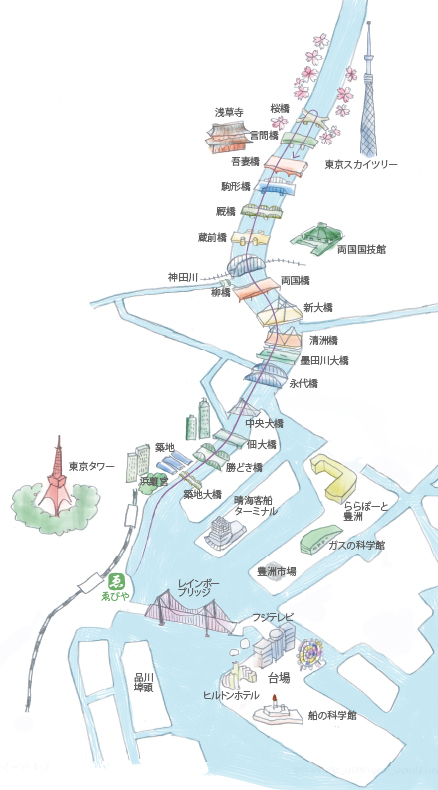 桜橋
浅草寺
言問橋
吾妻橋
東京スカイツリー
駒形橋
厩橋
蔵前橋
両国国技館
神田川
両国橋
柳橋
新大橋
清洲橋
墨田川大橋
永代橋
中央大橋
佃大橋
築地
勝どき橋
東京タワー
浜離宮
築地大橋
晴海客船
ターミナル
ららぽーと
豊洲
ガスの科学館
豊洲市場
ゑ
ゑびや
レインボー
ブリッジ
フジテレビ
品川
埠頭
台場
ヒルトンホテル
船の科学館